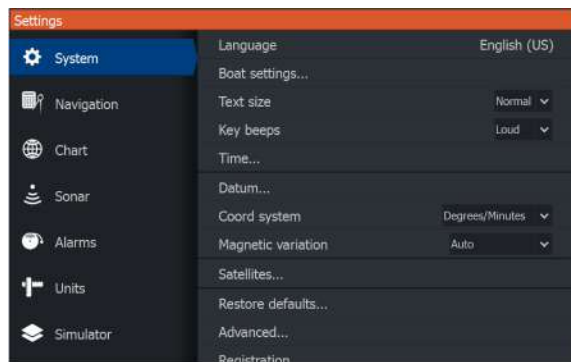 Settings
System
Navigation
Chart
Sonar
Alarms
Units
Simulator
Language English (US)
Boat settings...
Text size Normal
Key beeps Loud
Time...
Datum...
Coord system Degrees/Minutes
Magnetic variation Auto
Satellites...
Restore defaults...
Advanced...
Registration